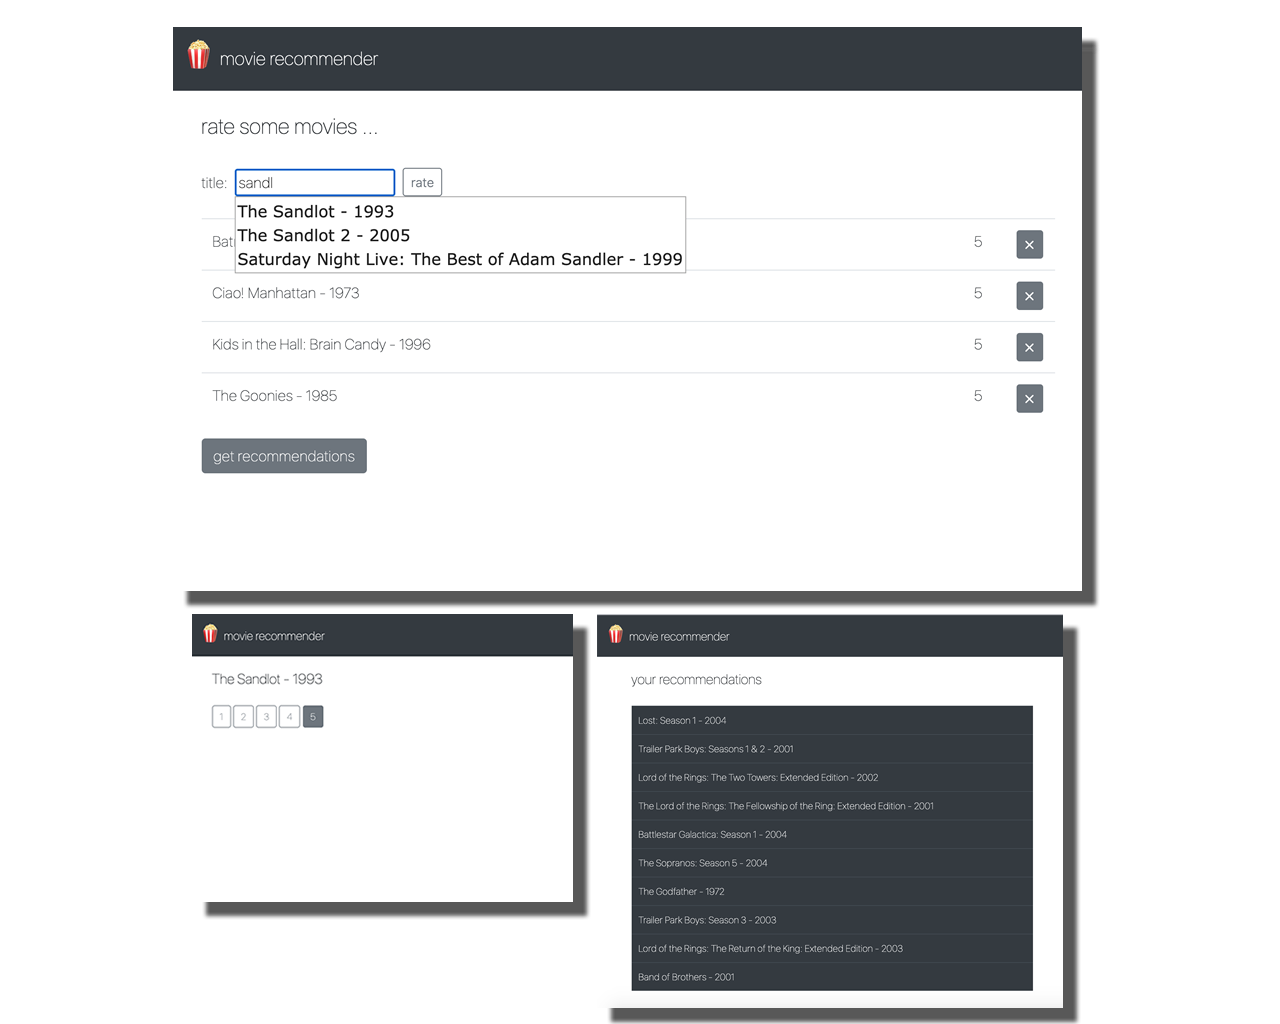 movie recommender
rate some movies ...
title: sandl rate
The Sandlot - 1993
The Sandlot 2 - 2005
Saturday Night Live: The Best of Adam Sandler - 1999
5 ×
Ciao! Manhattan - 1973 5 ×
Kids in the Hall: Brain Candy - 1996 5 ×
The Goonies - 1985 5 ×
get recommendations
movie recommender
The Sandlot - 1993
1 2 3 4 5
movie recommender
your recommendations
Lost: Season 1 - 2004
Trailer Park Boys: Seasons 1 & 2 - 2001
Lord of the Rings: The Two Towers: Extended Edition - 2002
The Lord of the Rings: The Fellowship of the Ring: Extended Edition - 2001
Battlestar Galactica: Season 1 - 2004
The Sopranos: Season 5 - 2004
The Godfather - 1972
Trailer Park Boys: Season 3 - 2003
Lord of the Rings: The Return of the King: Extended Edition - 2003
Band of Brothers - 2001